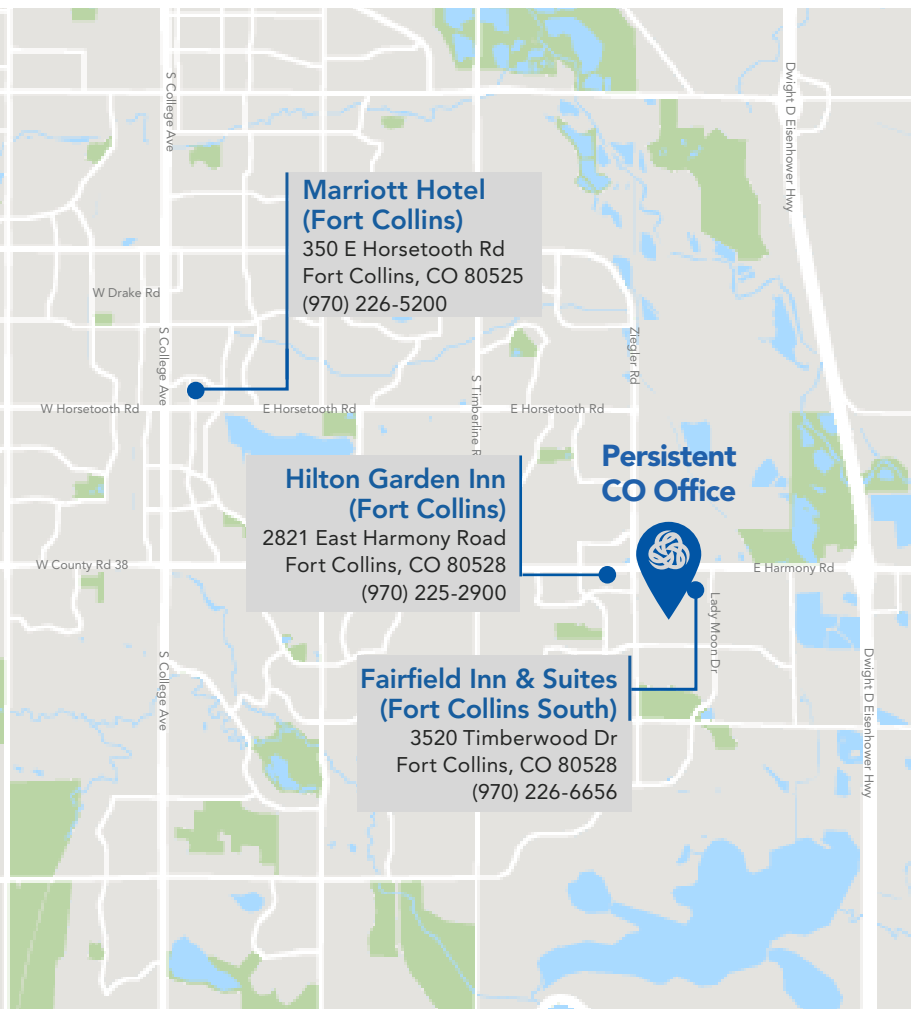 S College Ave
Dwight D Eisenhower Hwy
Marriott Hotel
(Fort Collins)
350 E Horsetooth Rd
Fort Collins, CO 80525
(970) 226-5200
W Drake Rd
S College Ave
Ziegler Rd
S Timberline R
W Horsetooth Rd
E Horsetooth Rd
E Horsetooth Rd
Persistent
CO Office
Hilton Garden Inn
(Fort Collins)
2821 East Harmony Road
Fort Collins, CO 80528
(970) 225-2900
W County Rd 38
E Harmony Rd
Lady Moon Dr
S College Ave
Dwight D Eisenhower Hwy
Fairfield Inn & Suites
(Fort Collins South)
3520 Timberwood Dr
Fort Collins, CO 80528
(970) 226-6656